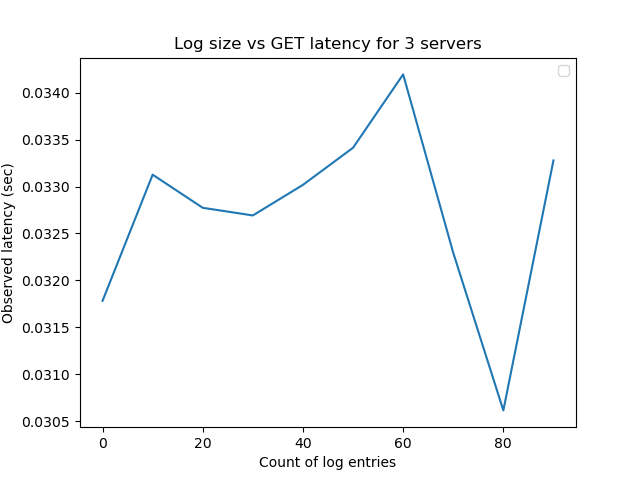 Log size vs GET latency for 3 servers
Observed latency (sec)
0.0340
0.0335
0.0330
0.0325
0.0320
0.0315
0.0310
0.0305
0 20 40 60 80
Count of log entries